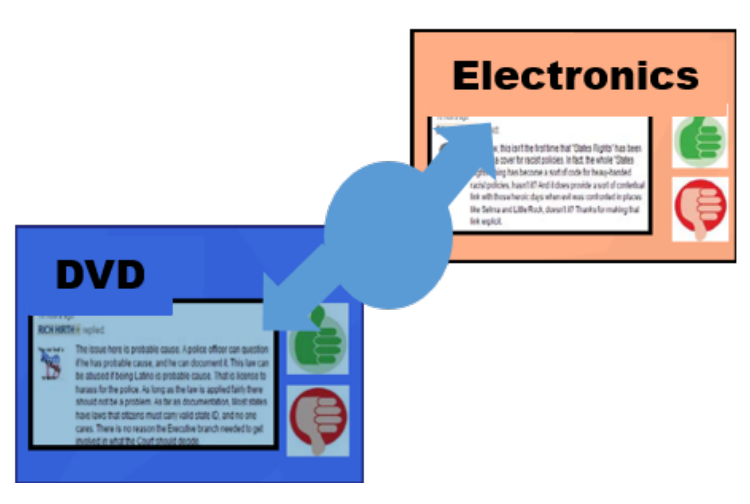 Electronics
this isn't the first time that "States Rights" has been
a cover for racist policies. In fact, the whole "States
ing has become a sort of code for heavy-handed
racist policies, hasn't it? And it does provide a sort of contextual
link with those heroic days when evil was confronted in places
like Selma and Little Rock, doesn't it? Thanks for making that
link explicit.
DVD
RICH HIRTH replied:
The issue here is probable cause. A police officer can question
if he has probable cause, and he can document it. This law can
be abused if being Latino is probable cause. That is license to
harass for the police. As long as the law is applied fairly there
should not be a problem. As far as documentation, Most states
have laws that citizens must carry valid state ID, and no one
cares. There is no reason the Executive branch needed to get
involved in what the Court should decide.